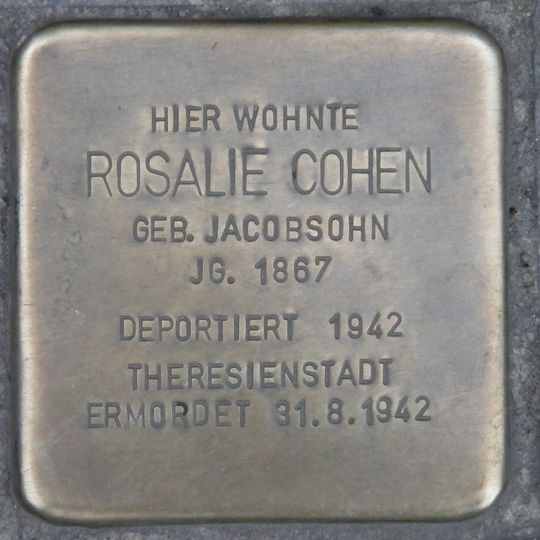 HIER WOHNTE
ROSALIE COHEN
GEB. JACOBSOHN
JG. 1867
DEPORTIERT 1942
THERESIENSTADT
ERMORDET 31.8.1942